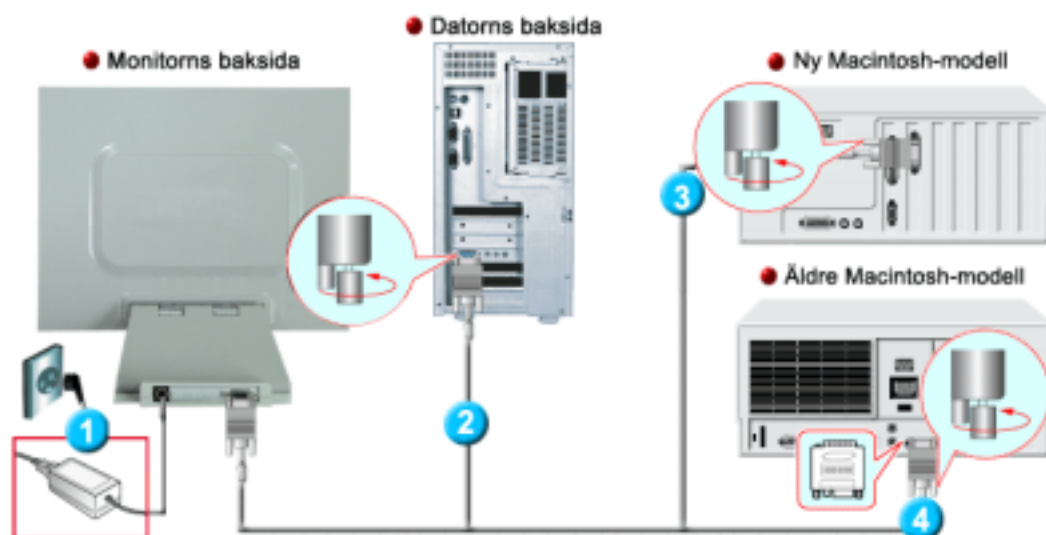 Datorns baksida
Monitorns baksida
Ny Macintosh-modell
3
Äldre Macintosh-modell
1
2
4